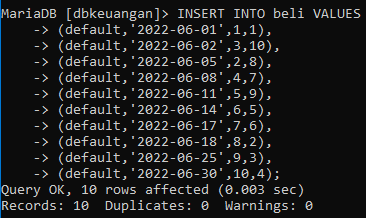 MariaDB [dbkeuangan]> INSERT INTO beli VALUES
-> (default,'2022-06-01',1,1),
-> (default,'2022-06-02',3,10),
-> (default,'2022-06-05',2,8),
-> (default,'2022-06-08',4,7),
-> (default,'2022-06-11',5,9),
-> (default,'2022-06-14',6,5),
-> (default,'2022-06-17',7,6),
-> (default,'2022-06-18',8,2),
-> (default,'2022-06-25',9,3),
-> (default,'2022-06-30',10,4);
Query OK, 10 rows affected (0.003 sec)
Records: 10  Duplicates: 0  Warnings: 0